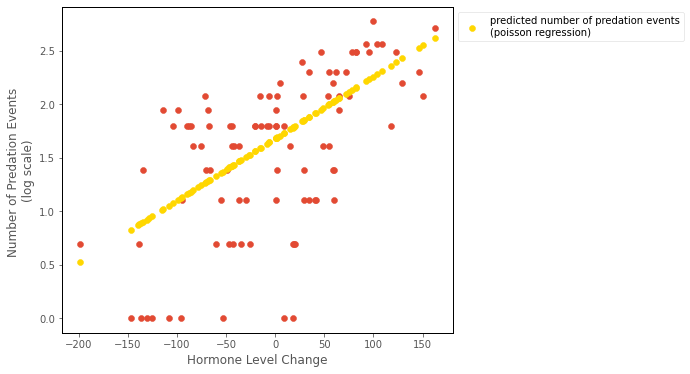 predicted number of predation events
(poisson regression)
2.5
2.0
1.5
1.0
0.5
0.0
Number of Predation Events
(log scale)
−200
−150
−100
−50
0
50
100
150
Hormone Level Change